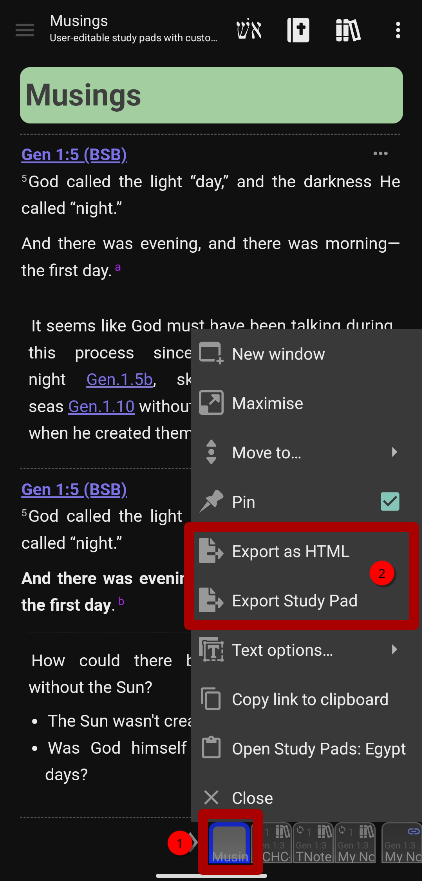 Musings
User-editable study pads with custo...
אש
Musings
Gen 1:5 (BSB)
5God called the light “day,” and the darkness He
called “night.”
And there was evening, and there was morning—
the first day. a
It seems like God must have been talking during
this process since
night Gen.1.5b, sk
seas Gen.1.10 without
when he created them
Gen 1:5 (BSB)
5God called the light
called “night.”
And there was evenin
the first day. b
How could there b
without the Sun?
• The Sun wasn't crea
• Was God himself
days?
New window
Maximise
Move to…
Pin
Export as HTML
2
Export Study Pad
Text options…
Copy link to clipboard
Open Study Pads: Egypt
Close
1
Musin
Gen 1:3
CHC:
1
Gen 1:3
TNote
1
Gen 1:3
My No
Gen 1:3
My No